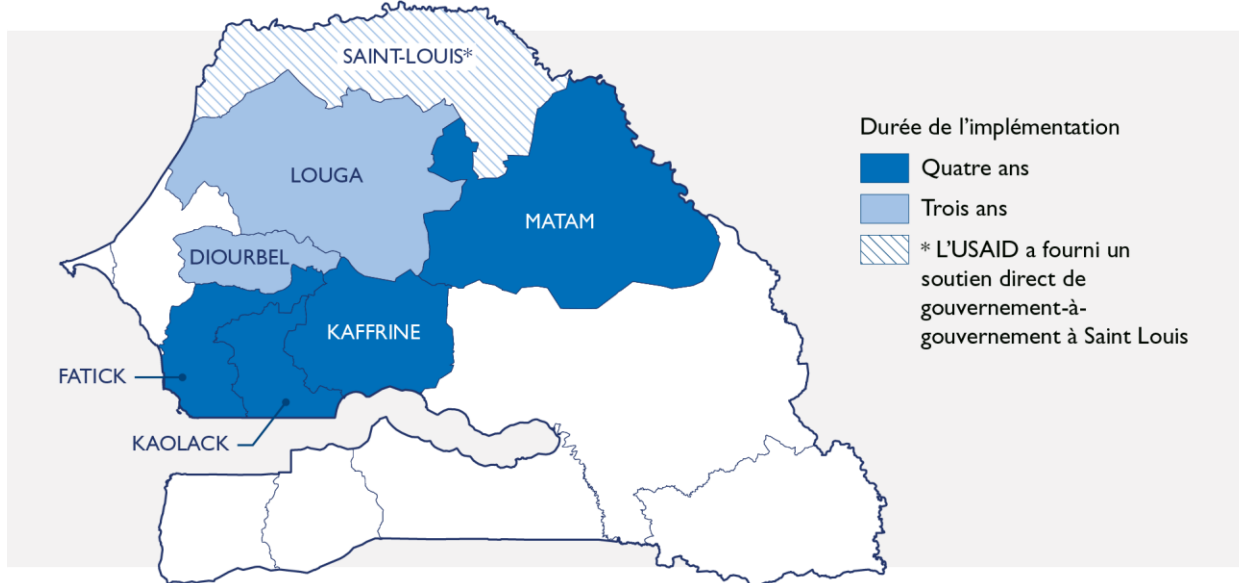 SAINT-LOUIS*
LOUGA
MATAM
DIOURBEL
KAFFRINE
FATICK
KAOLACK
Durée de l'implémentation
Quatre ans
Trois ans
* L'USAID a fourni un
soutien direct de
gouvernement-à-
gouvernement à Saint Louis